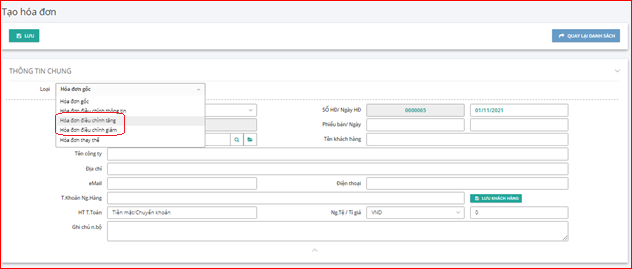 Tạo hóa đơn
LƯU
QUAY LẠI DANH SÁCH
THÔNG TIN CHUNG
Loại
Hóa đơn gốc
Hóa đơn gốc
Hóa đơn điều chỉnh thông tin
Hóa đơn điều chỉnh tăng
Hóa đơn điều chỉnh giảm
Hóa đơn thay thế
SỐ HĐ/ Ngày HĐ
0000065
01/11/2021
Phiếu bán/ Ngày
Tên khách hàng
Tên công ty
Địa chỉ
eMail
Điện thoại
T.Khoản Ng.Hàng
LƯU KHÁCH HÀNG
HT T.Toán
Tiền mặt/Chuyển khoản
Ng.Tệ / Tỉ giá
VND
0
Ghi chú n.bộ